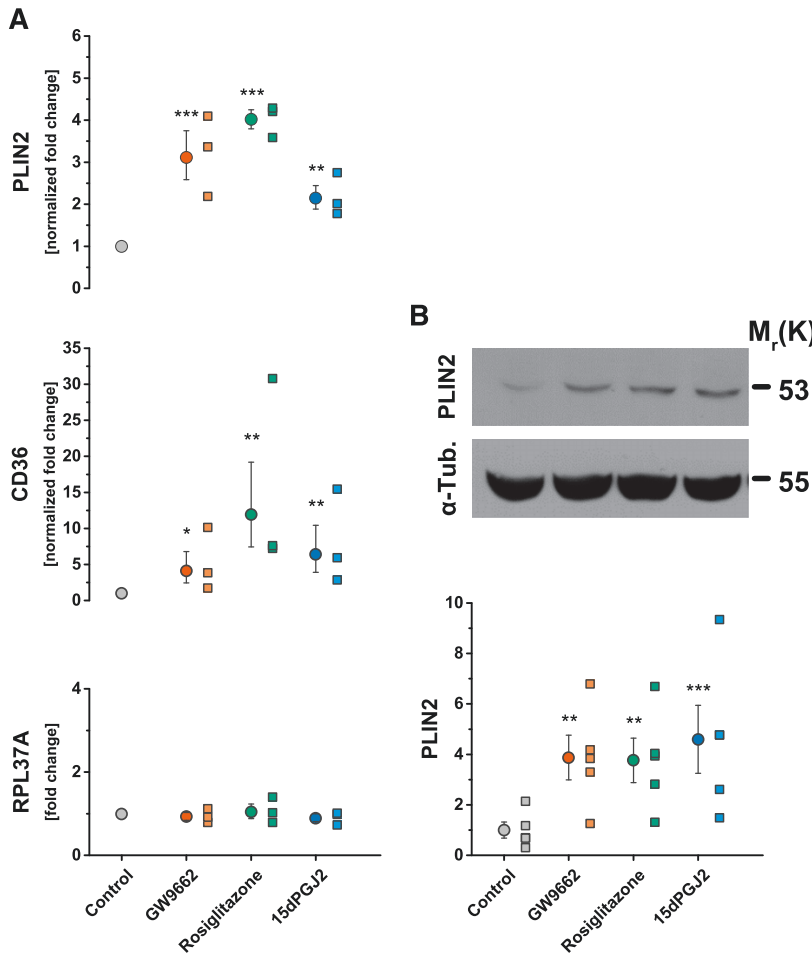 A
PLIN2
[normalized fold change]
6
5
4
3
2
1
0
***
***
**
CD36
[normalized fold change]
35
30
25
20
15
10
5
0
*
**
**
RPL37A
[fold change]
4
2
0
Control
GW9662
Rosiglitazone
15dPGJ2
B
Mr(K)
PLIN2
53
α-Tub.
55
PLIN2
10
8
6
4
2
0
**
**
***
Control
GW9662
Rosiglitazone
15dPGJ2